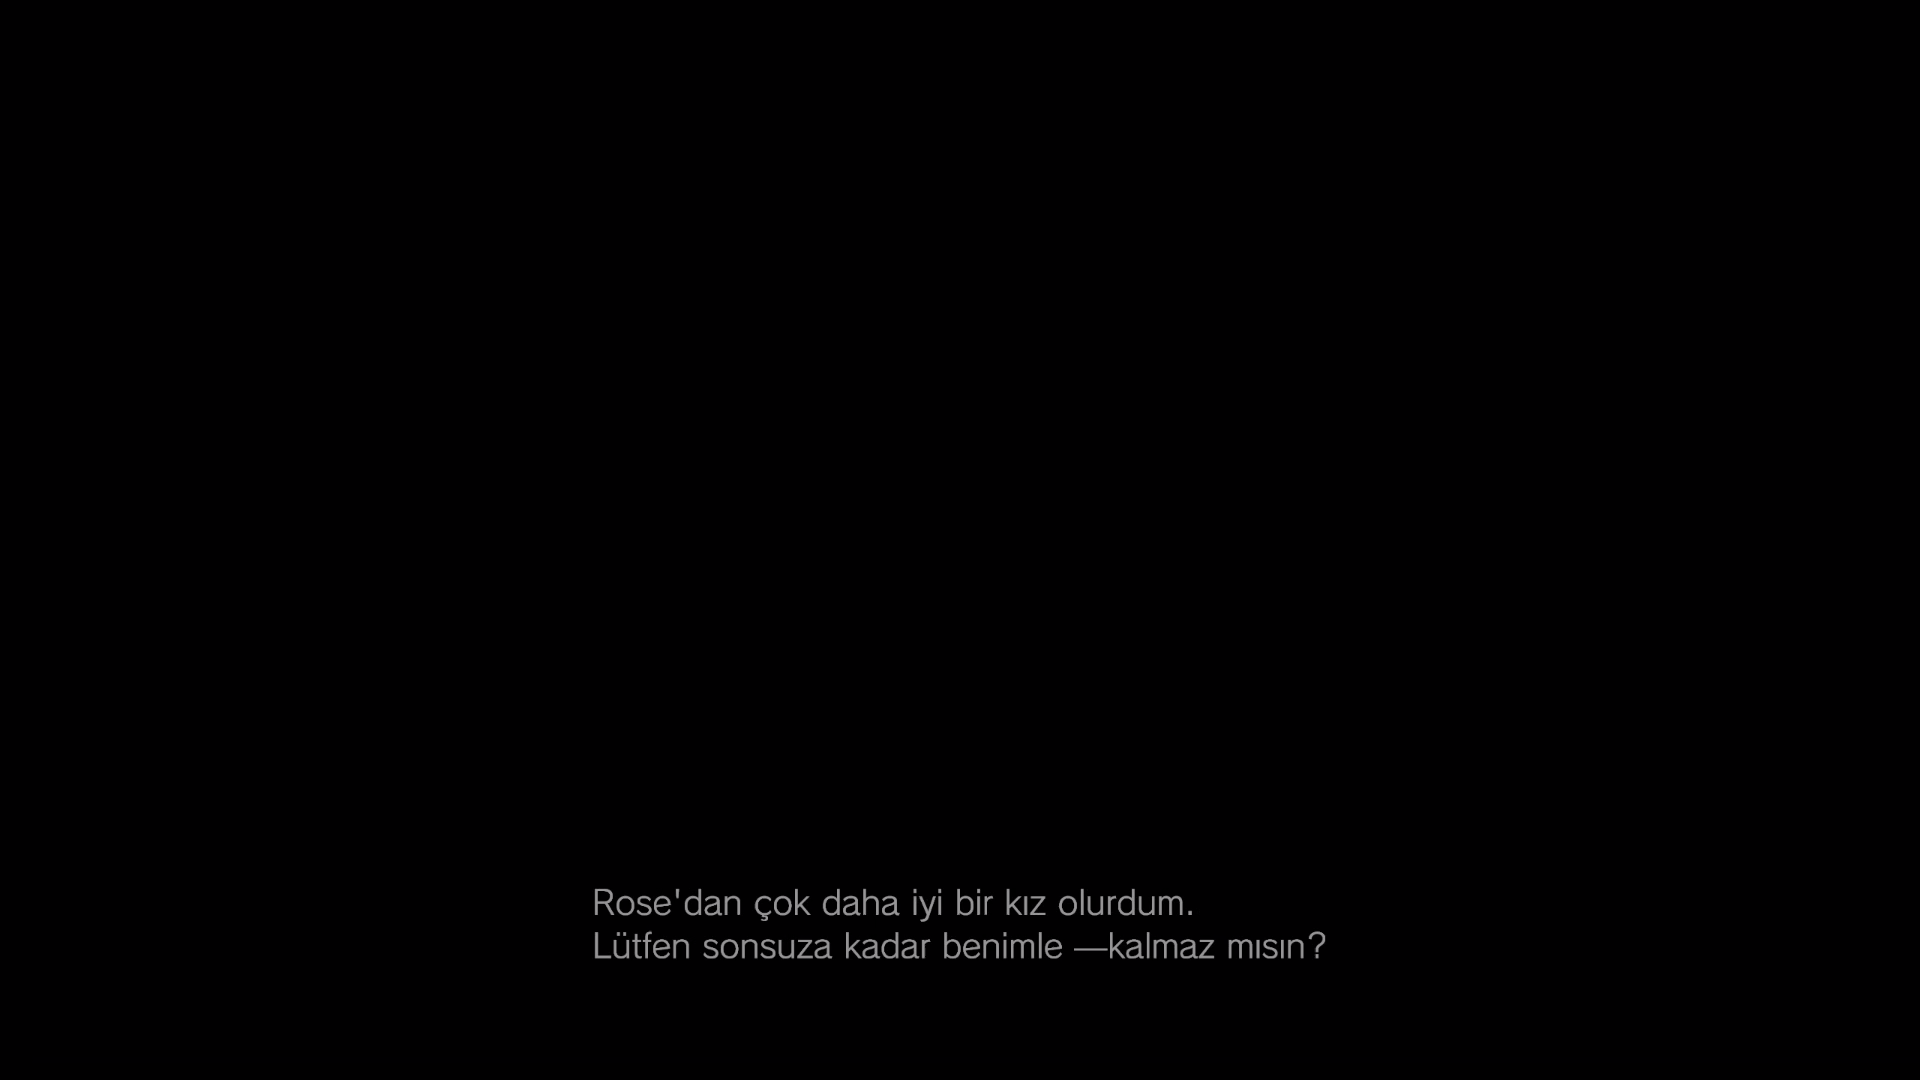 Rose'dan çok daha iyi bir kız olurdum.
Lütfen sonsuza kadar benimle —kalmaz mısın?